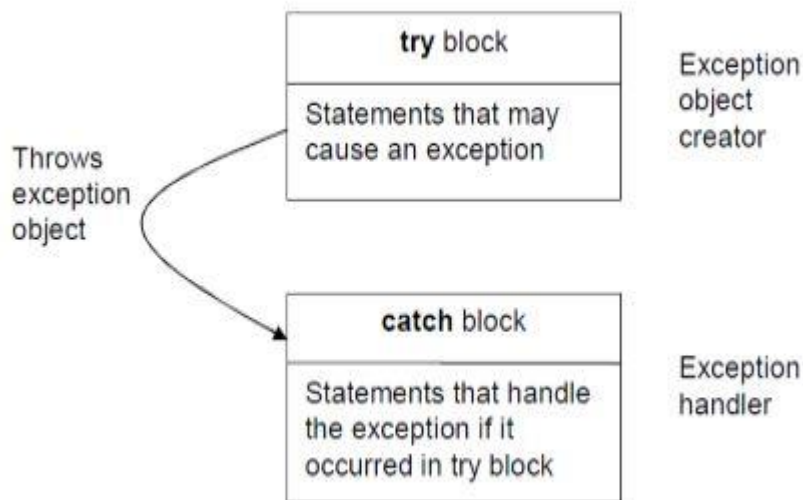 try block
Statements that may
cause an exception
Exception
object
creator
Throws
exception
object
catch block
Statements that handle
the exception if it
occurred in try block
Exception
handler